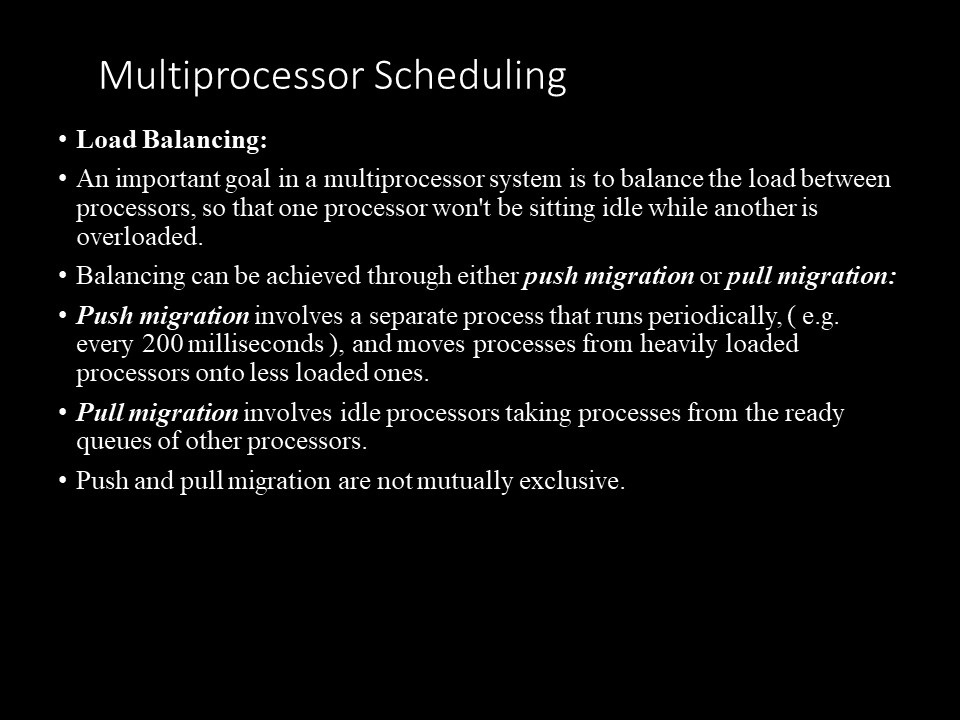 Multiprocessor Scheduling
• Load Balancing:
• An important goal in a multiprocessor system is to balance the load between
processors, so that one processor won't be sitting idle while another is
overloaded.
• Balancing can be achieved through either push migration or pull migration:
• Push migration involves a separate process that runs periodically, ( e.g.
every 200 milliseconds ), and moves processes from heavily loaded
processors onto less loaded ones.
• Pull migration involves idle processors taking processes from the ready
queues of other processors.
• Push and pull migration are not mutually exclusive.